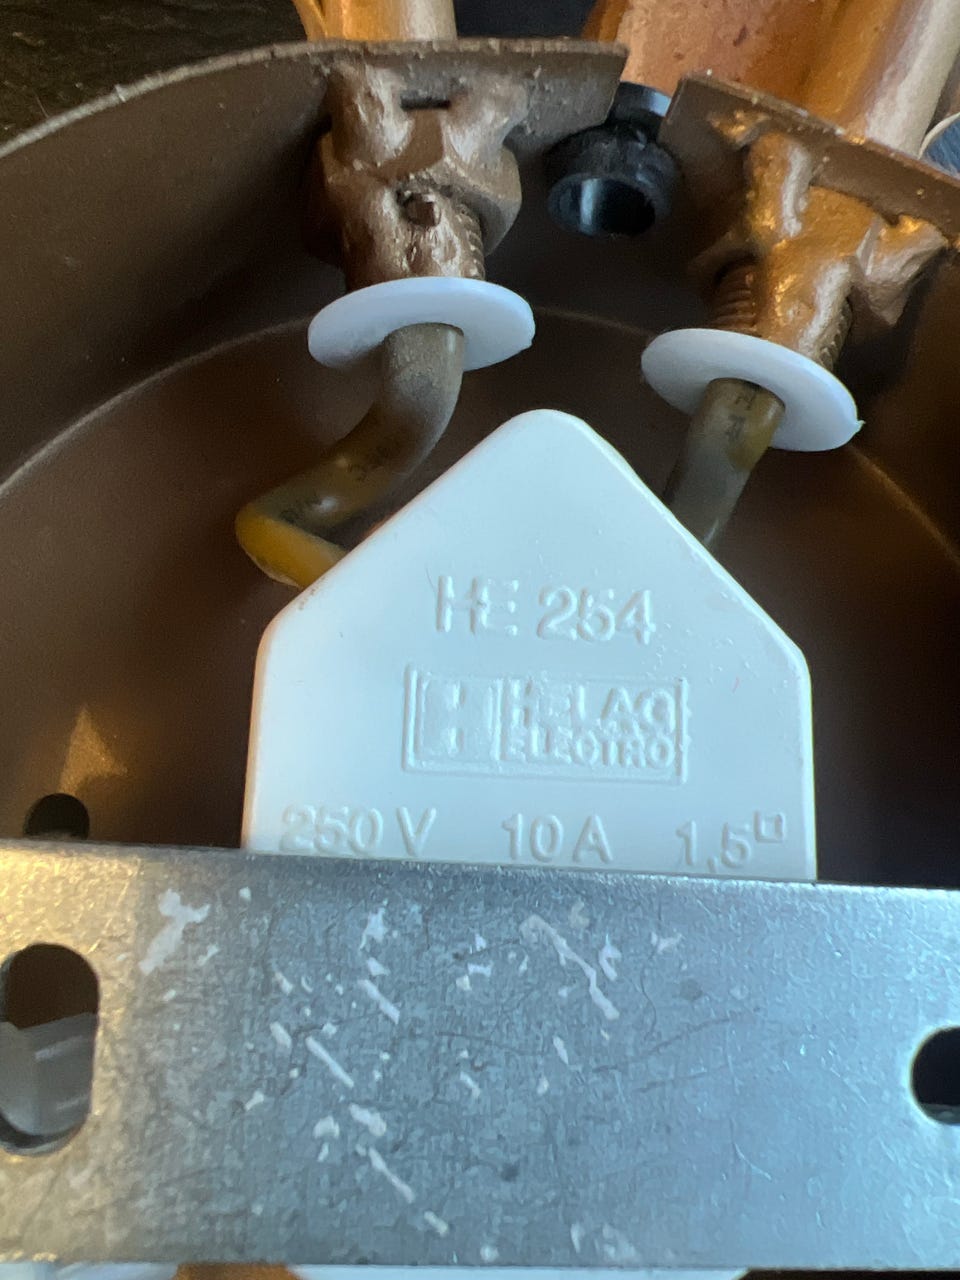 HE 254
HELAC
ELECTRO
250 V 10 A 1,5□